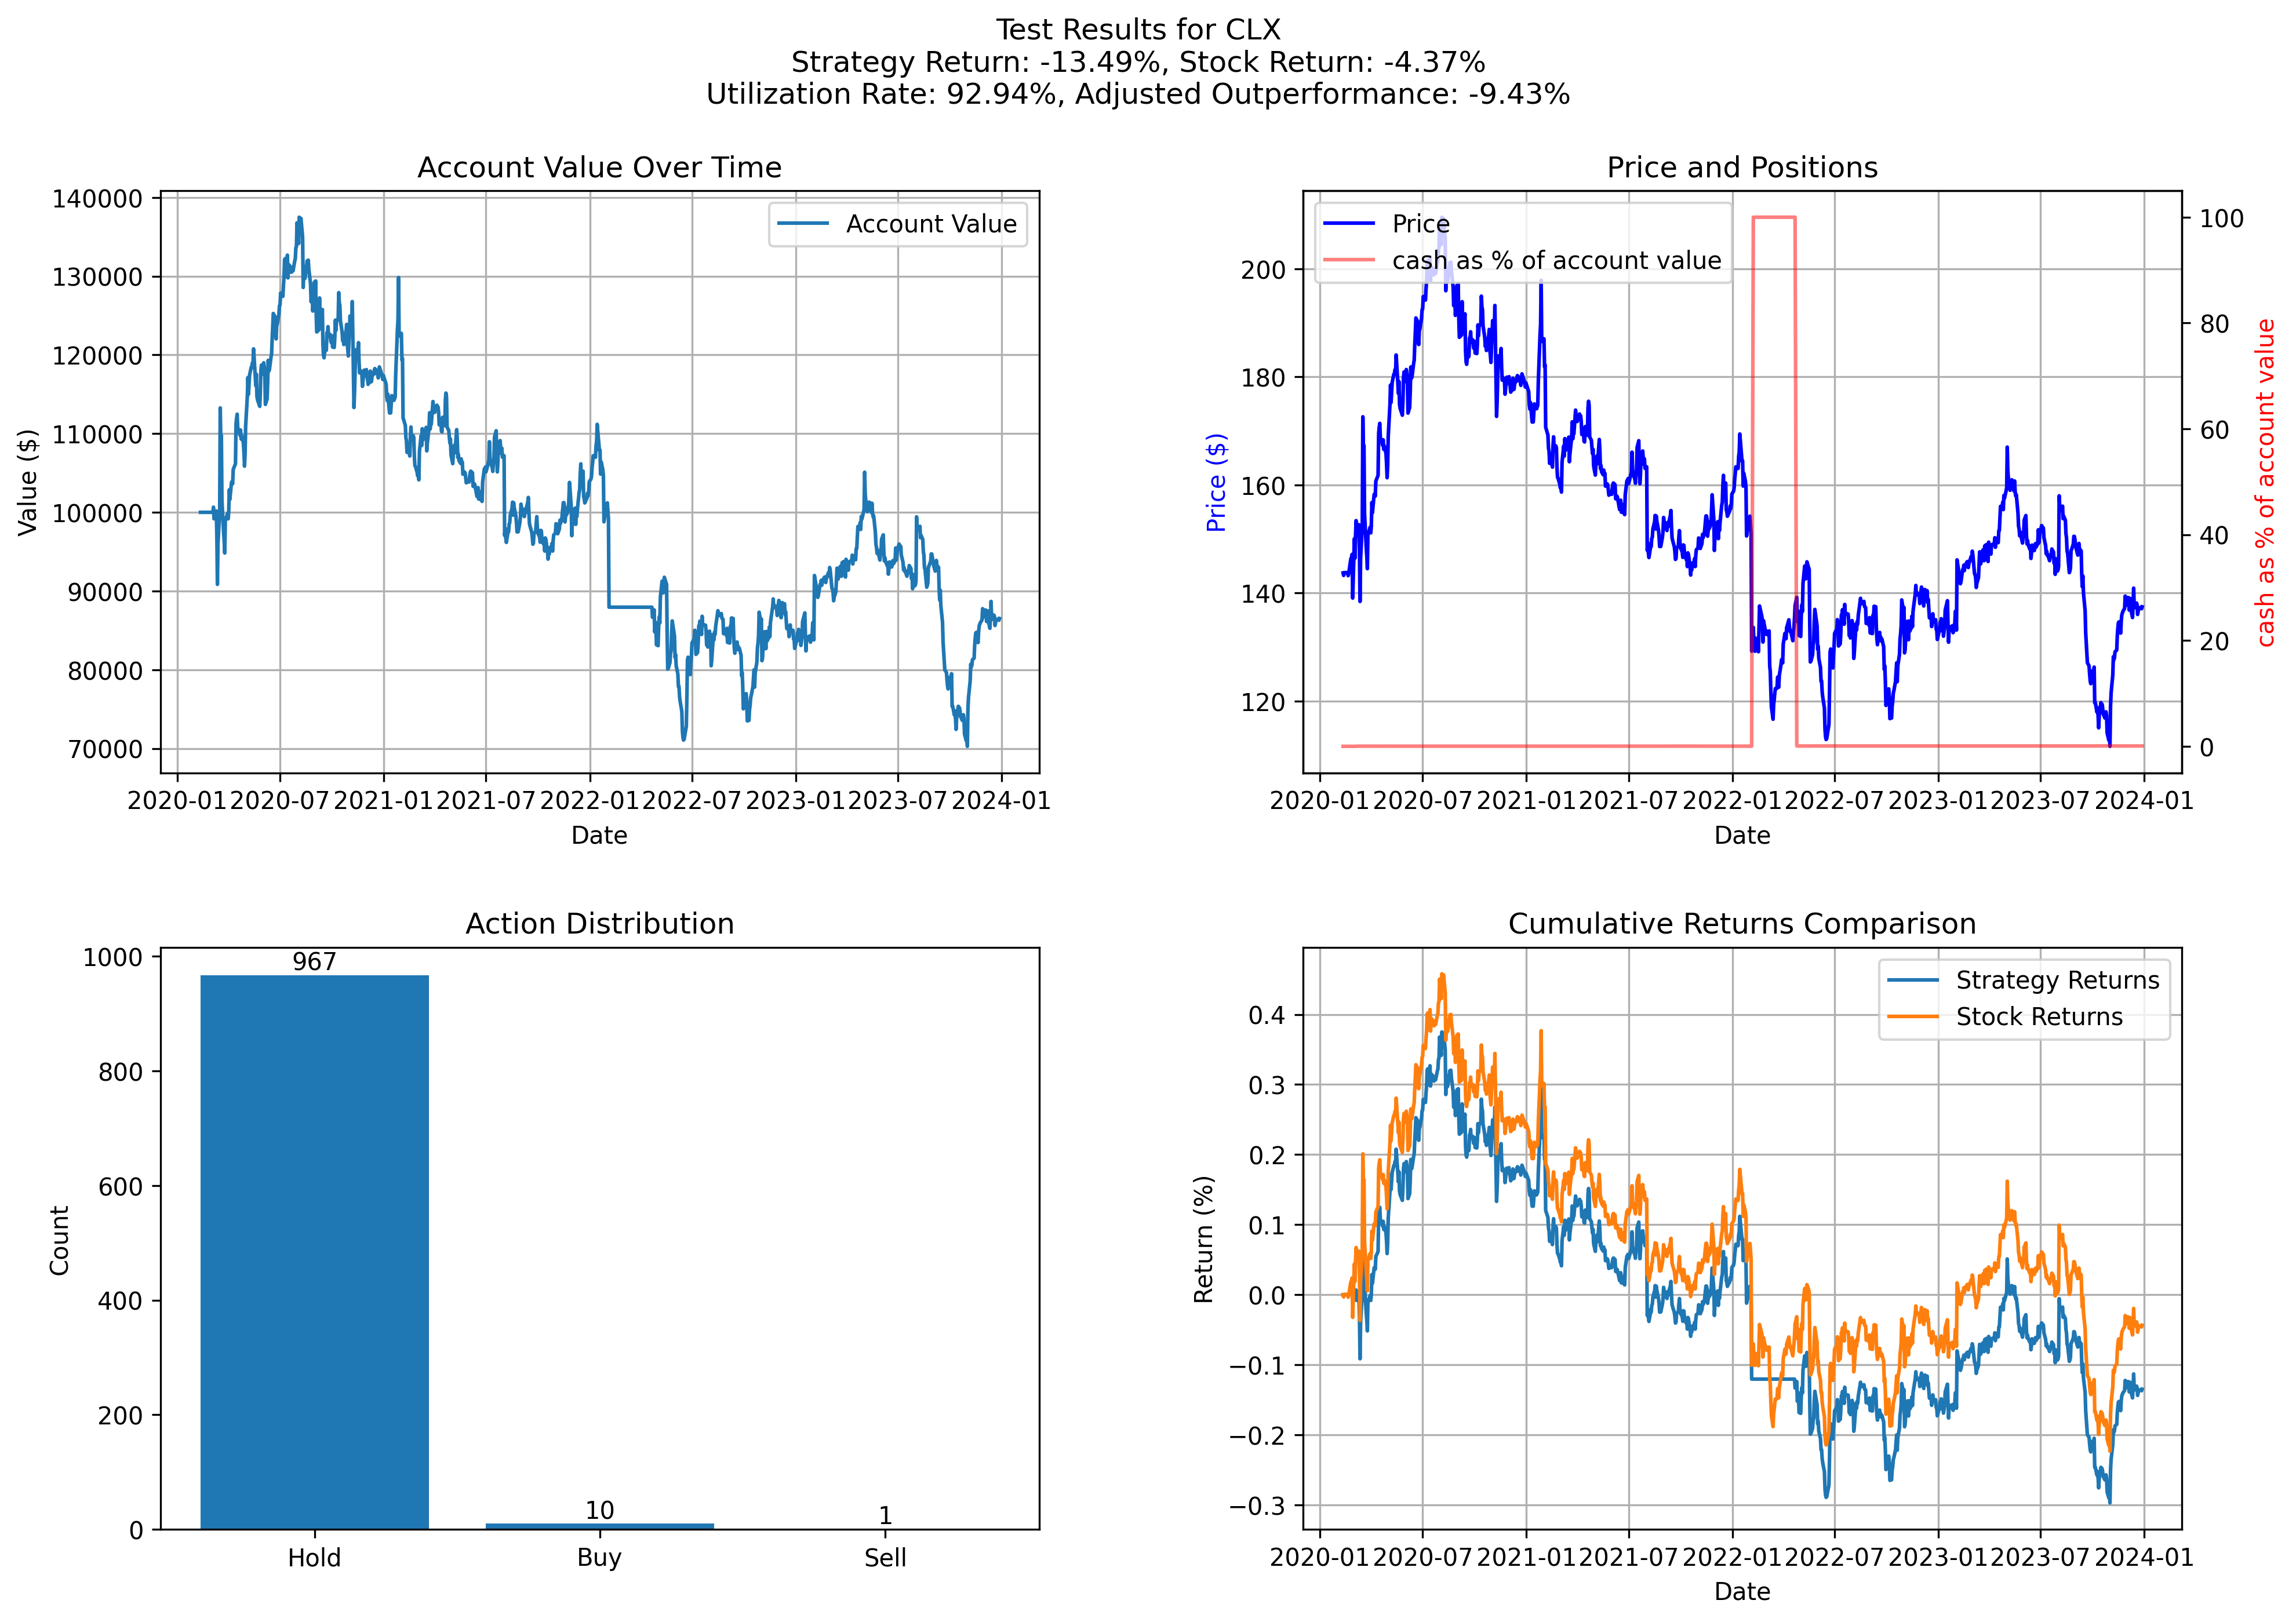 Test Results for CLX
Strategy Return: -13.49%, Stock Return: -4.37%
Utilization Rate: 92.94%, Adjusted Outperformance: -9.43%
Account Value Over Time
Account Value
140000
130000
120000
110000
100000
90000
80000
70000
Value ($)
2020-01 2020-07 2021-01 2021-07 2022-01 2022-07 2023-01 2023-07 2024-01
Date
Price and Positions
Price
cash as % of account value
200
180
160
140
120
Price ($)
100
80
60
40
20
0
cash as % of account value
2020-01 2020-07 2021-01 2021-07 2022-01 2022-07 2023-01 2023-07 2024-01
Date
Action Distribution
1000
800
600
400
200
0
Count
967
10
1
Hold Buy Sell
Cumulative Returns Comparison
Strategy Returns
Stock Returns
0.4
0.3
0.2
0.1
0.0
−0.1
−0.2
−0.3
Return (%)
2020-01 2020-07 2021-01 2021-07 2022-01 2022-07 2023-01 2023-07 2024-01
Date